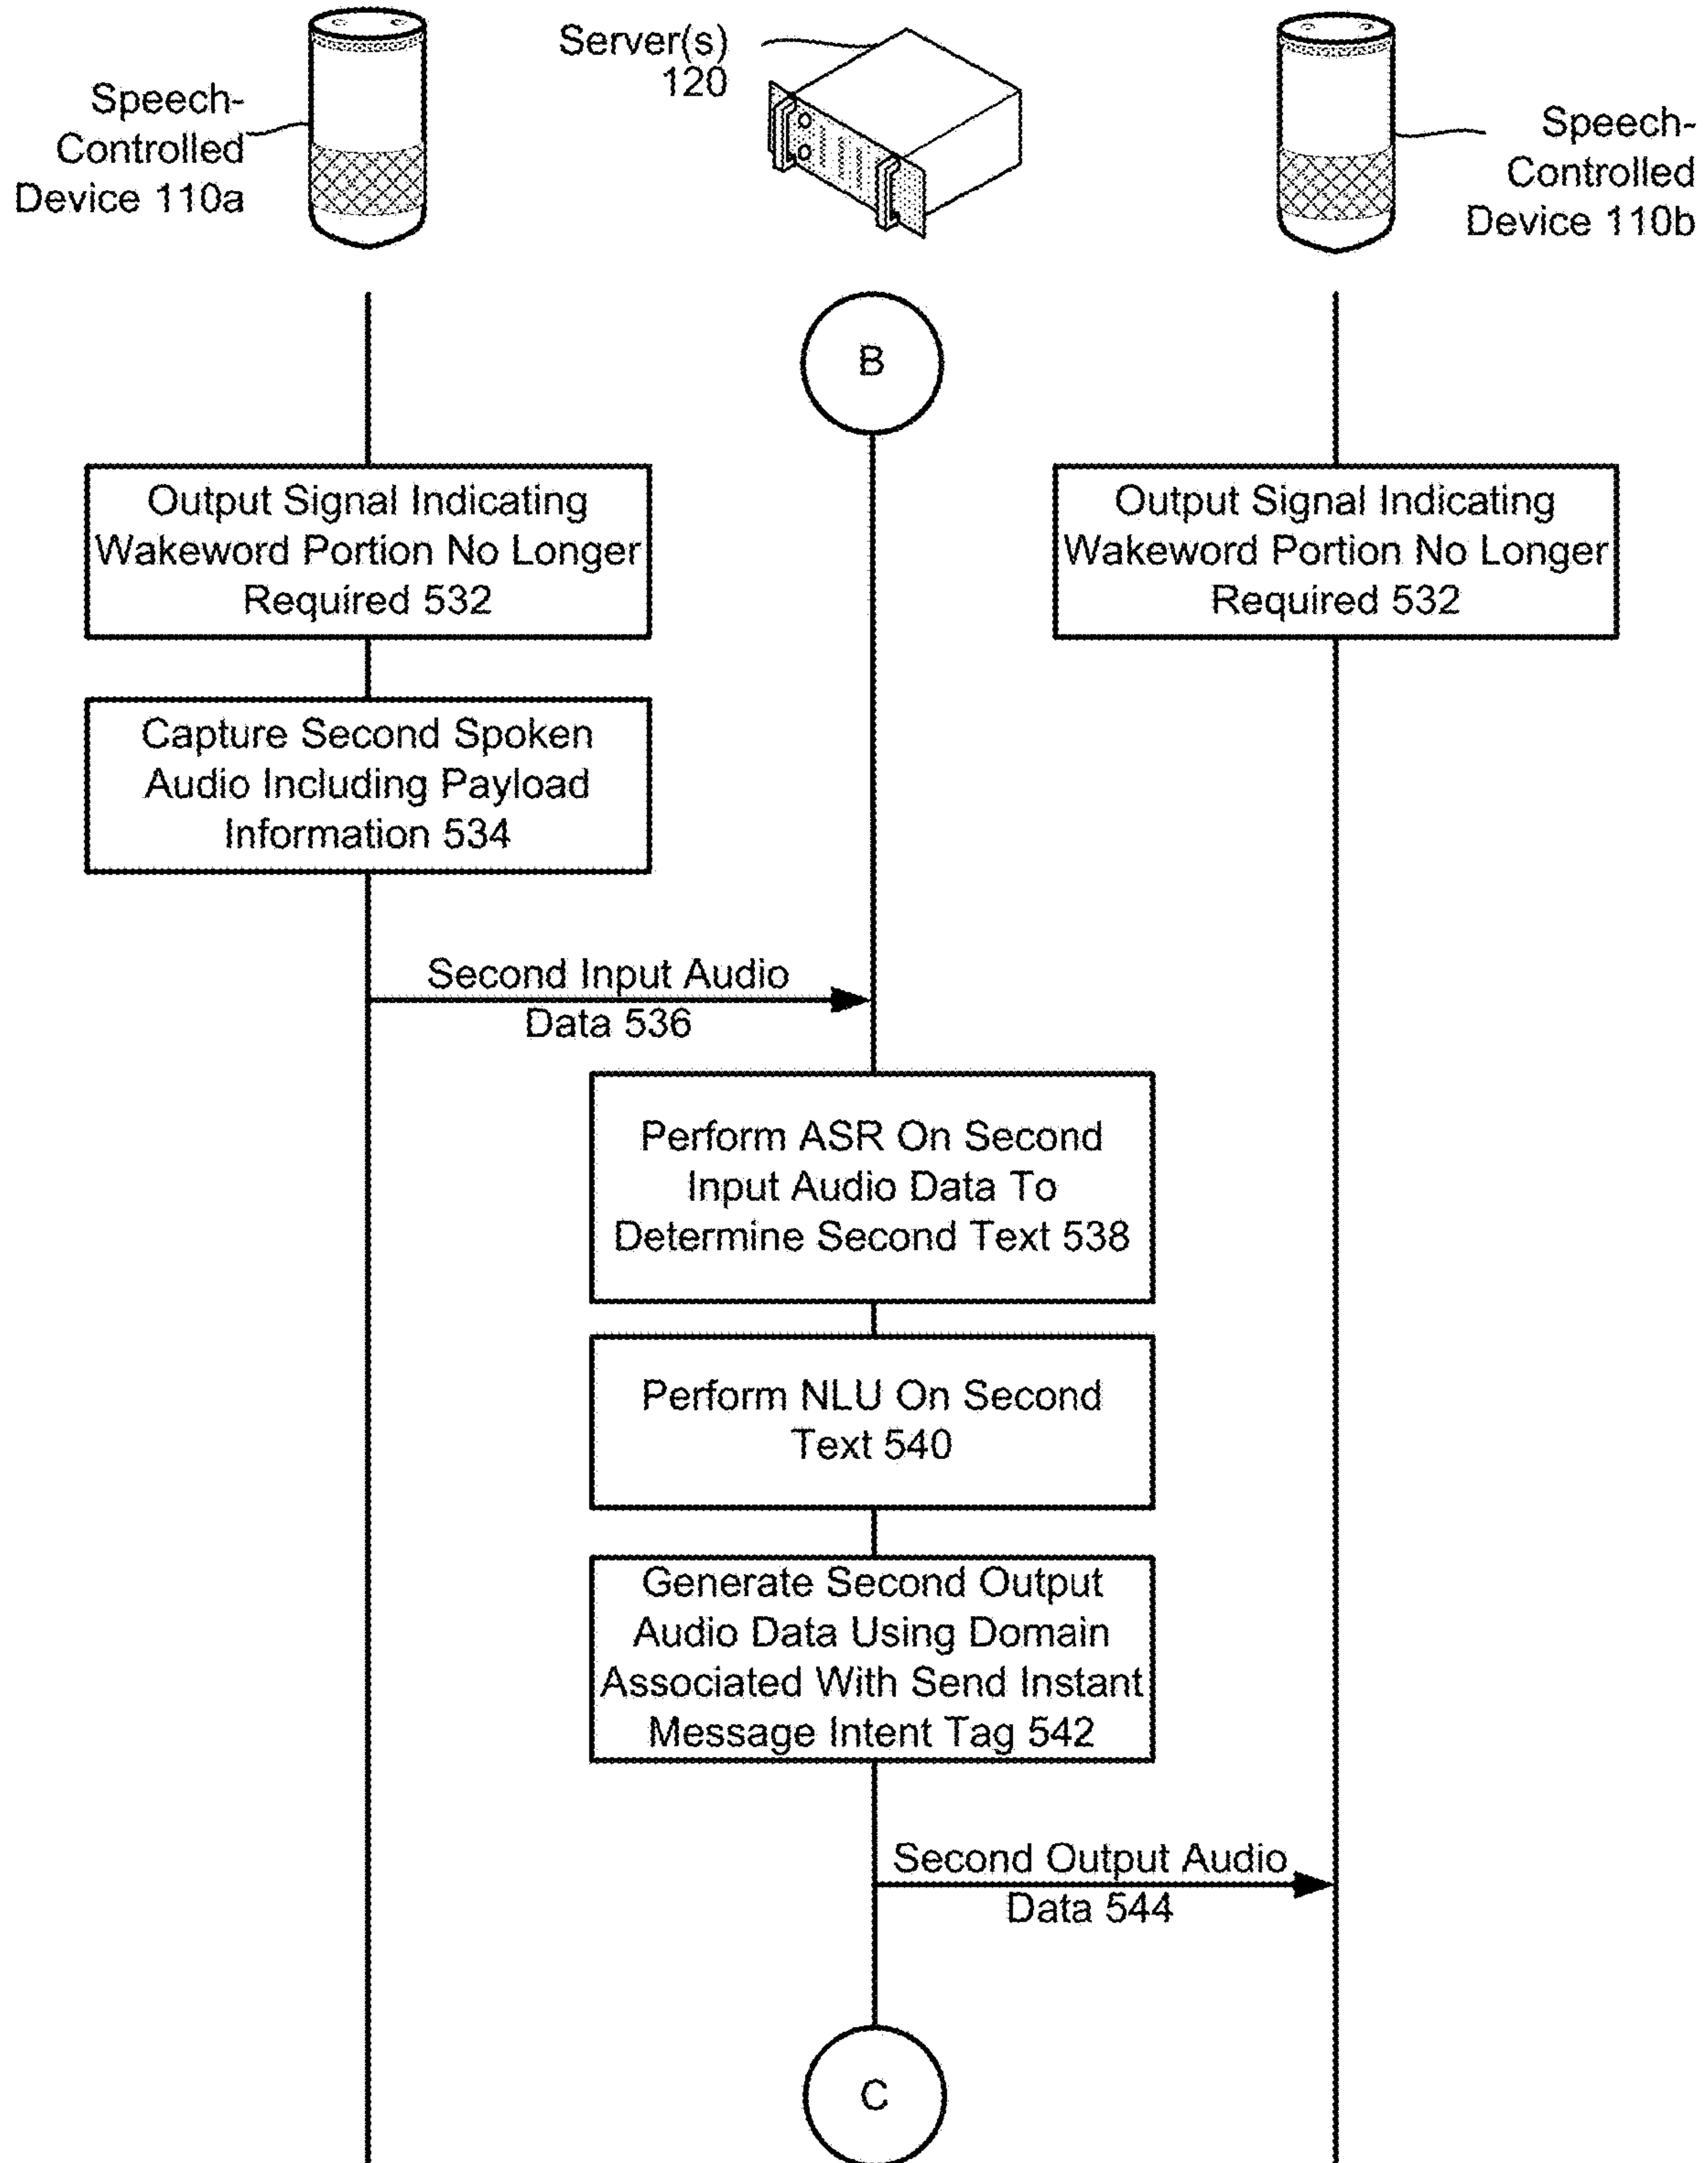 Speech-
Controlled
Device 110a
Server(s)
120
Speech-
Controlled
Device 110b
B
Output Signal Indicating
Wakeword Portion No Longer
Required 532
Output Signal Indicating
Wakeword Portion No Longer
Required 532
Capture Second Spoken
Audio Including Payload
Information 534
Second Input Audio
Data 536
Perform ASR On Second
Input Audio Data To
Determine Second Text 538
Perform NLU On Second
Text 540
Generate Second Output
Audio Data Using Domain
Associated With Send Instant
Message Intent Tag 542
Second Output Audio
Data 544
C